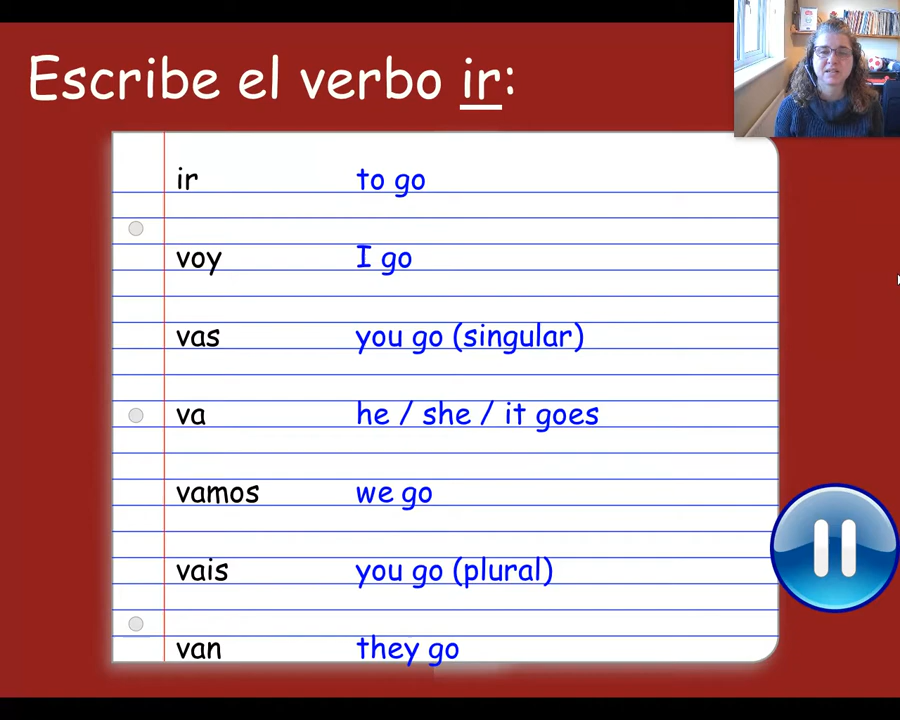 Escribe el verbo ir:
ir to go
voy I go
vas you go (singular)
va he / she / it goes
vamos we go
vais you go (plural)
van they go